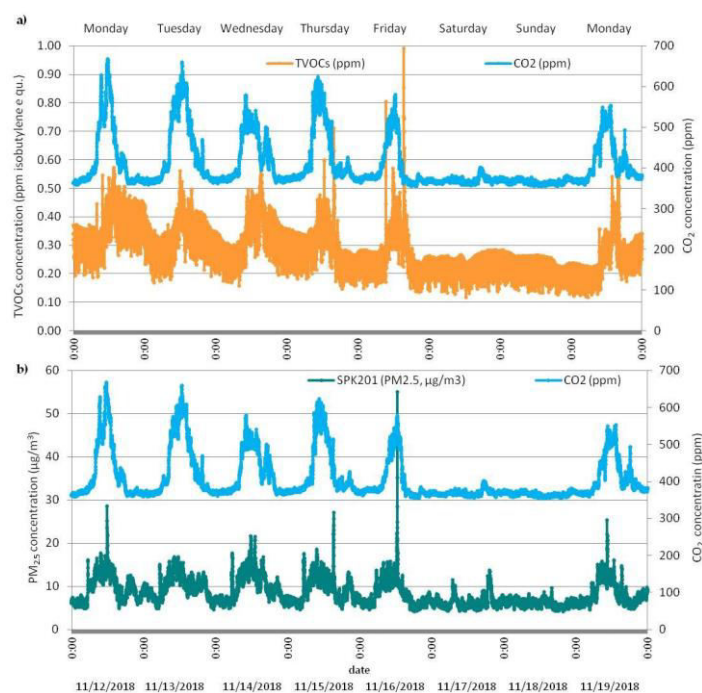 a)
Monday Tuesday Wednesday Thursday Friday Saturday Sunday Monday
TVOCs (ppm) CO2 (ppm)
TVOCs concentration (ppm isobutylene e qu.)
1.00
0.90
0.80
0.70
0.60
0.50
0.40
0.30
0.20
0.10
0.00
700
600
500
400
300
200
100
0
CO2 concentration (ppm)
0:00 0:00 0:00 0:00 0:00 0:00 0:00 0:00 0:00
b)
SPK201 (PM2.5, µg/m3) CO2 (ppm)
PM2.5 concentration (µg/m³)
60
50
40
30
20
10
0
700
600
500
400
300
200
100
0
CO2 concentratin (ppm)
0:00 0:00 0:00 0:00 0:00 0:00 0:00 0:00 0:00
date
11/12/2018 11/13/2018 11/14/2018 11/15/2018 11/16/2018 11/17/2018 11/18/2018 11/19/2018